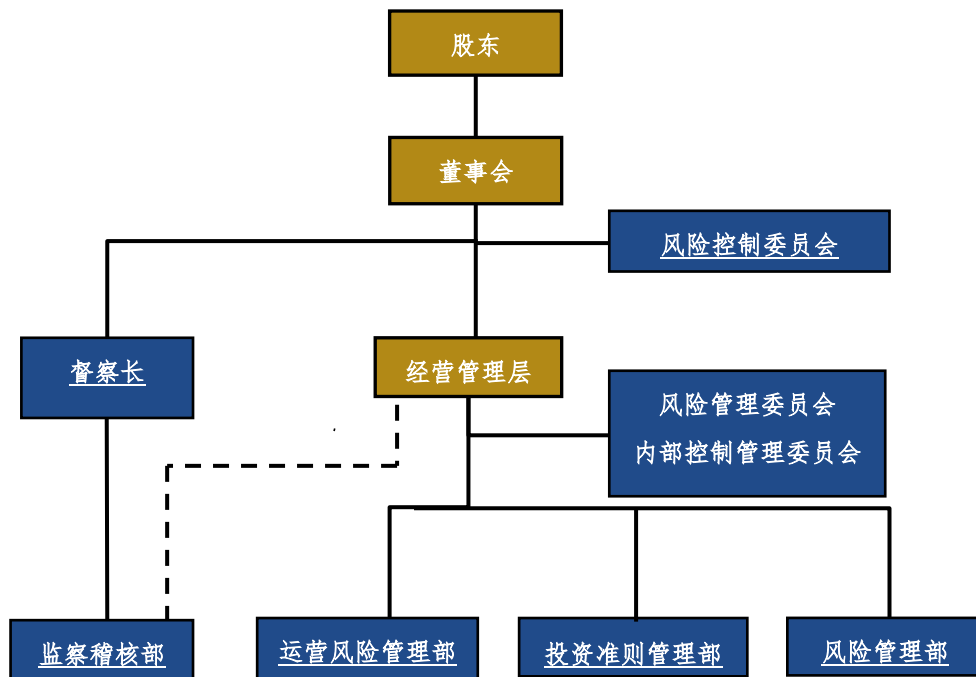 股东
董事会
风险控制委员会
督察长
经营管理层
风险管理委员会
内部控制管理委员会
监察稽核部
运营风险管理部
投资准则管理部
风险管理部